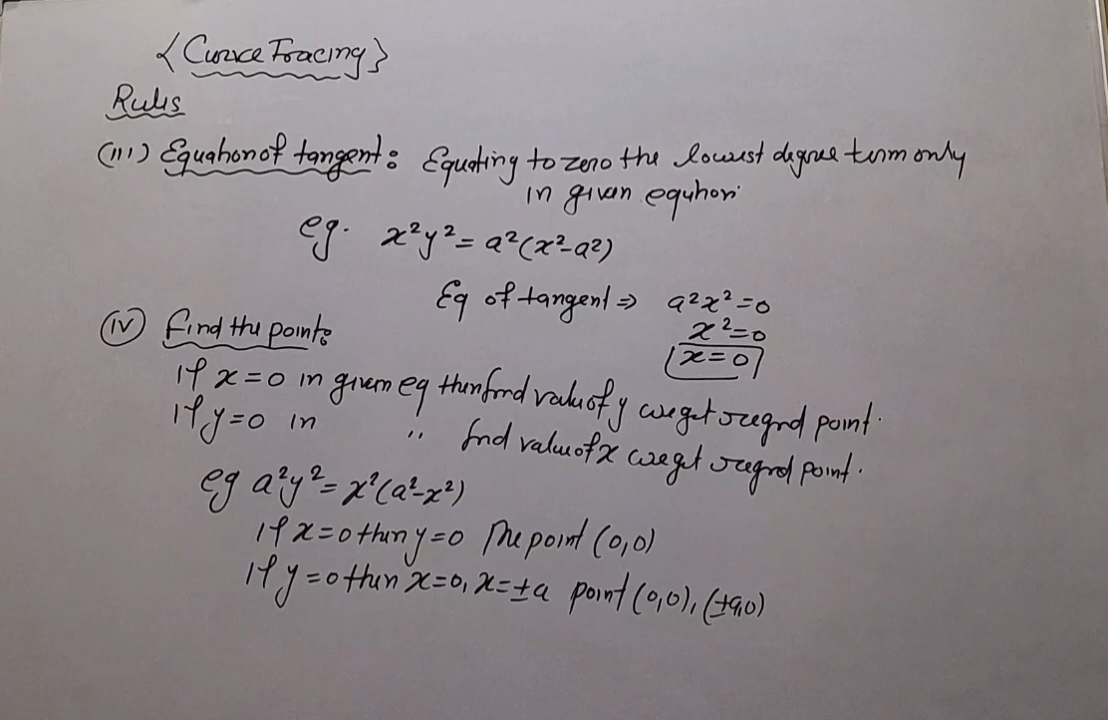 {Curve Tracing}
Rules
(iii) Equation of tangent: Equating to zero the lowest degree term only
in given equation
eg. x²y² = a²(x²-a²)
Eq of tangent ⇒ a²x²=0
x²=0
x=0
(iv) Find the point:
If x=0 in given eq then find value of y we get reqrd point.
If y=0 in " find value of x we get reqrd point.
eg a²y² = x²(a²-x²)
If x=0 then y=0 The point (0,0)
If y=0 then x=0, x=±a point (0,0), (±a,0)